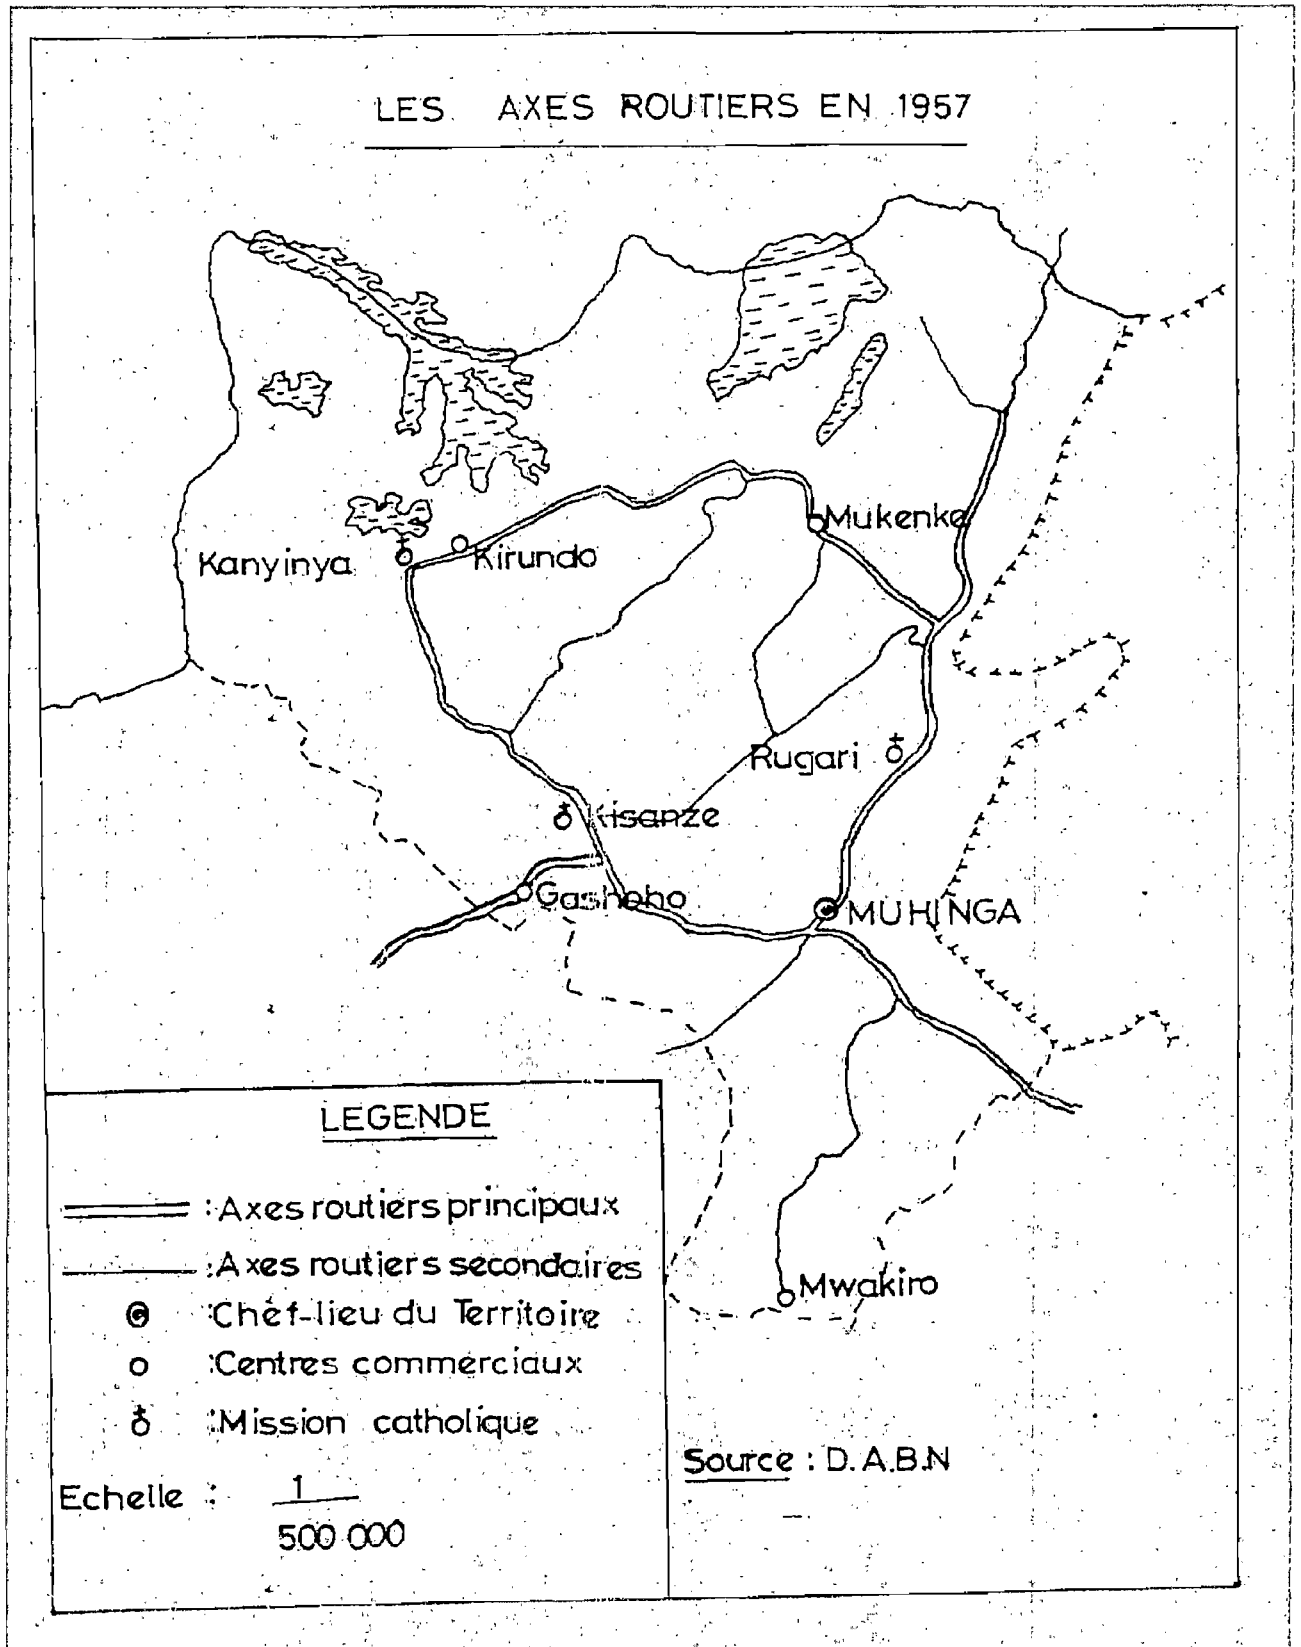 LES AXES ROUTIERS EN 1957
Mukenke
Kirundo
Kanyinya
Rugari
Kisanze
Gashoho
MUHINGA
LEGENDE
:Axes routiers principaux
:Axes routiers secondaires
:Chef-lieu du Territoire
:Centres commerciaux
:Mission catholique
Mwakiro
Source : D.A.B.N
Echelle : 1
500 000